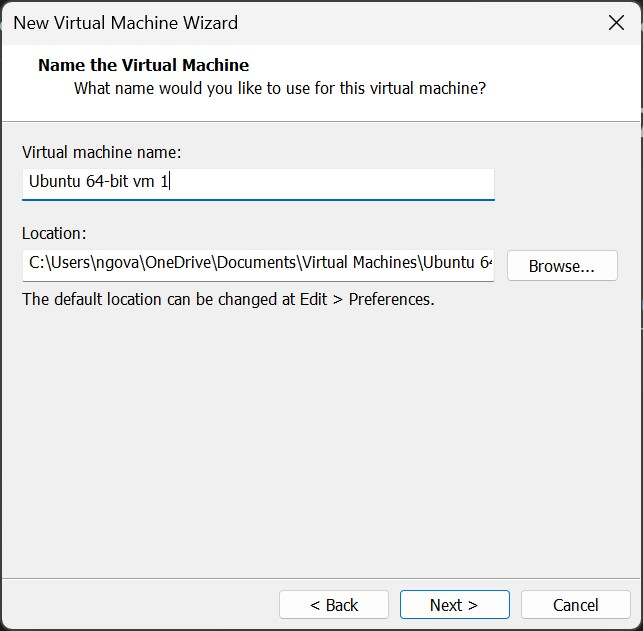 New Virtual Machine Wizard
Name the Virtual Machine
What name would you like to use for this virtual machine?
Virtual machine name:
Ubuntu 64-bit vm 1
Location:
C:\Users\ngova\OneDrive\Documents\Virtual Machines\Ubuntu 64
Browse...
The default location can be changed at Edit > Preferences.
< Back
Next >
Cancel